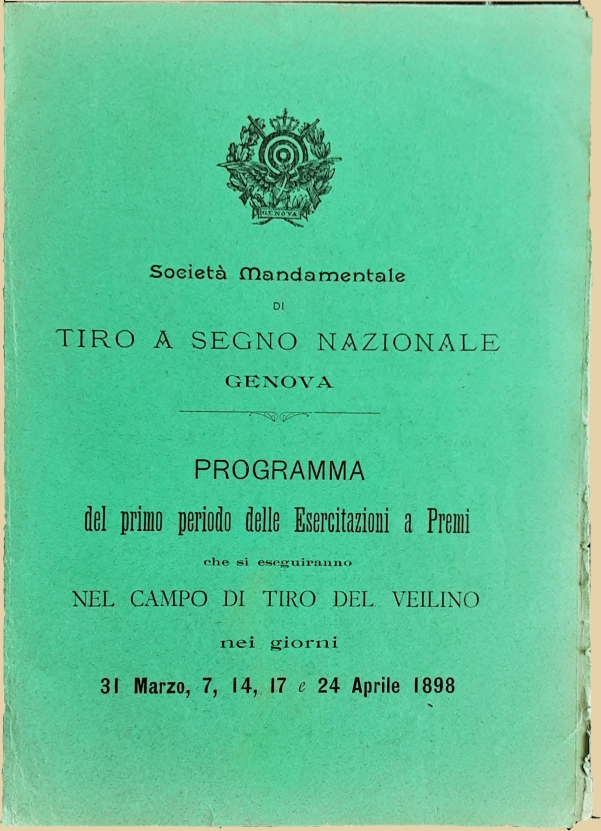 GENOVA
Società Mandamentale
DI
TIRO A SEGNO NAZIONALE
GENOVA
PROGRAMMA
del primo periodo delle Esercitazioni a Premi
che si eseguiranno
NEL CAMPO DI TIRO DEL VEILINO
nei giorni
31 Marzo, 7, 14, 17 e 24 Aprile 1898